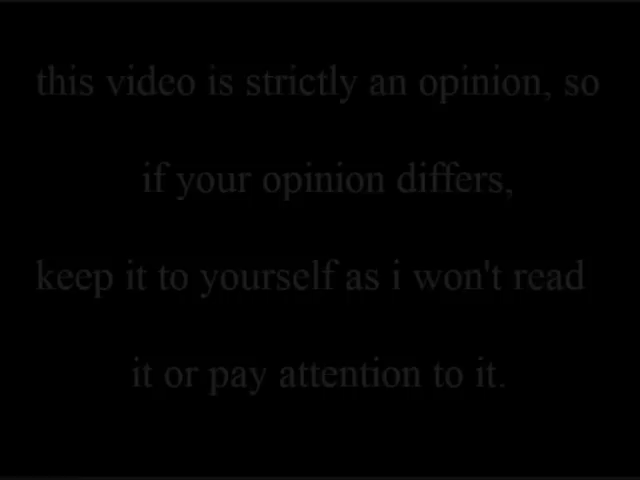 this video is strictly an opinion, so
if your opinion differs,
keep it to yourself as i won't read
it or pay attention to it.